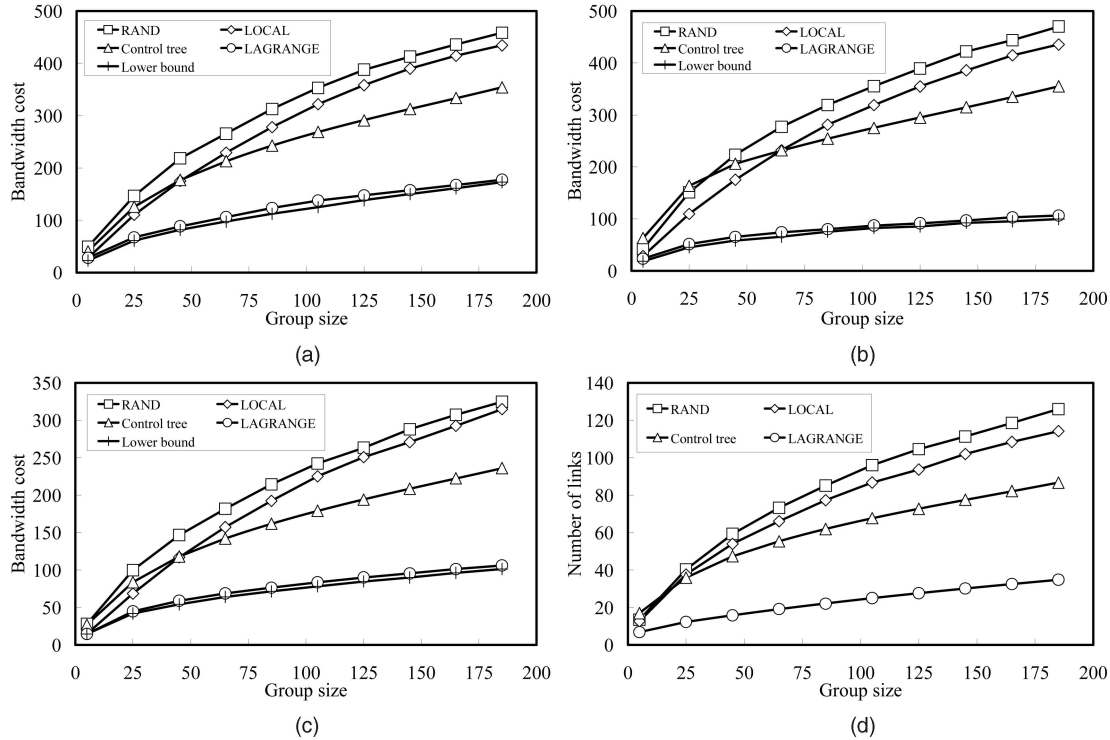 500
400
300
200
100
0
Bandwidth cost
RAND
LOCAL
Control tree
LAGRANGE
Lower bound
0 25 50 75 100 125 150 175 200
Group size
(a)
500
400
300
200
100
0
Bandwidth cost
RAND
LOCAL
Control tree
LAGRANGE
Lower bound
0 25 50 75 100 125 150 175 200
Group size
(b)
350
300
250
200
150
100
50
0
Bandwidth cost
RAND
LOCAL
Control tree
LAGRANGE
Lower bound
0 25 50 75 100 125 150 175 200
Group size
(c)
140
120
100
80
60
40
20
0
Number of links
RAND
LOCAL
Control tree
LAGRANGE
0 25 50 75 100 125 150 175 200
Group size
(d)